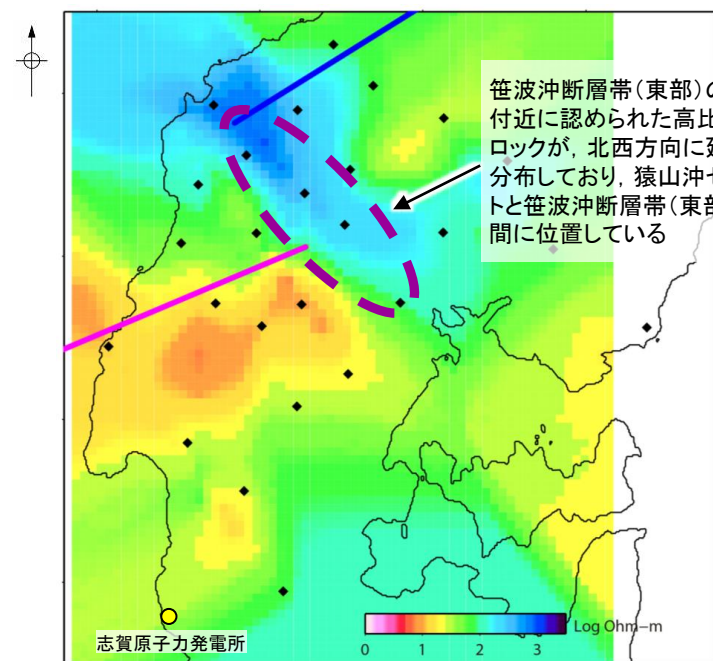 笹波沖断層帯(東部)の
付近に認められた高比
ロックが，北西方向に
分布しており，猿山沖
トと笹波沖断層帯(東部
間に位置している
志賀原子力発電所
Log Ohm-m
0 1 2 3